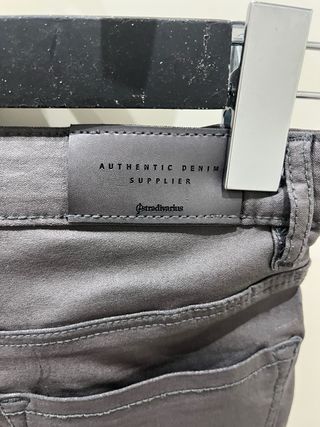 AUTHENTIC DENIM
SUPPLIER
stradivarius